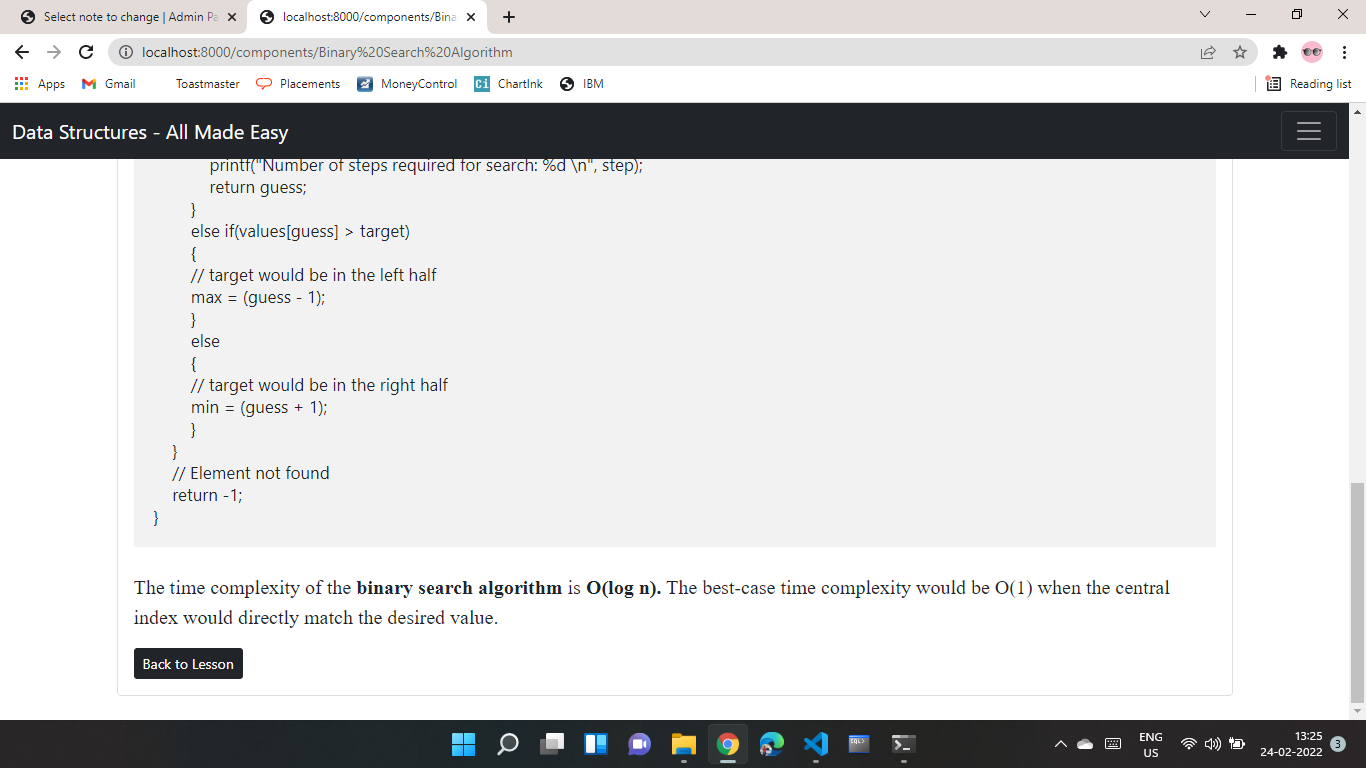 Select note to change | Admin Pa
localhost:8000/components/Bina
localhost:8000/components/Binary%20Search%20Algorithm
Apps Gmail Toastmaster Placements MoneyControl Ci ChartInk IBM Reading list
Data Structures - All Made Easy
printf("Number of steps required for search: %d \n", step);
return guess;
}
else if(values[guess] > target)
{
// target would be in the left half
max = (guess - 1);
}
else
{
// target would be in the right half
min = (guess + 1);
}
}
// Element not found
return -1;
}
The time complexity of the binary search algorithm is O(log n). The best-case time complexity would be O(1) when the central
index would directly match the desired value.
Back to Lesson
ENG
US
13:25
24-02-2022
3